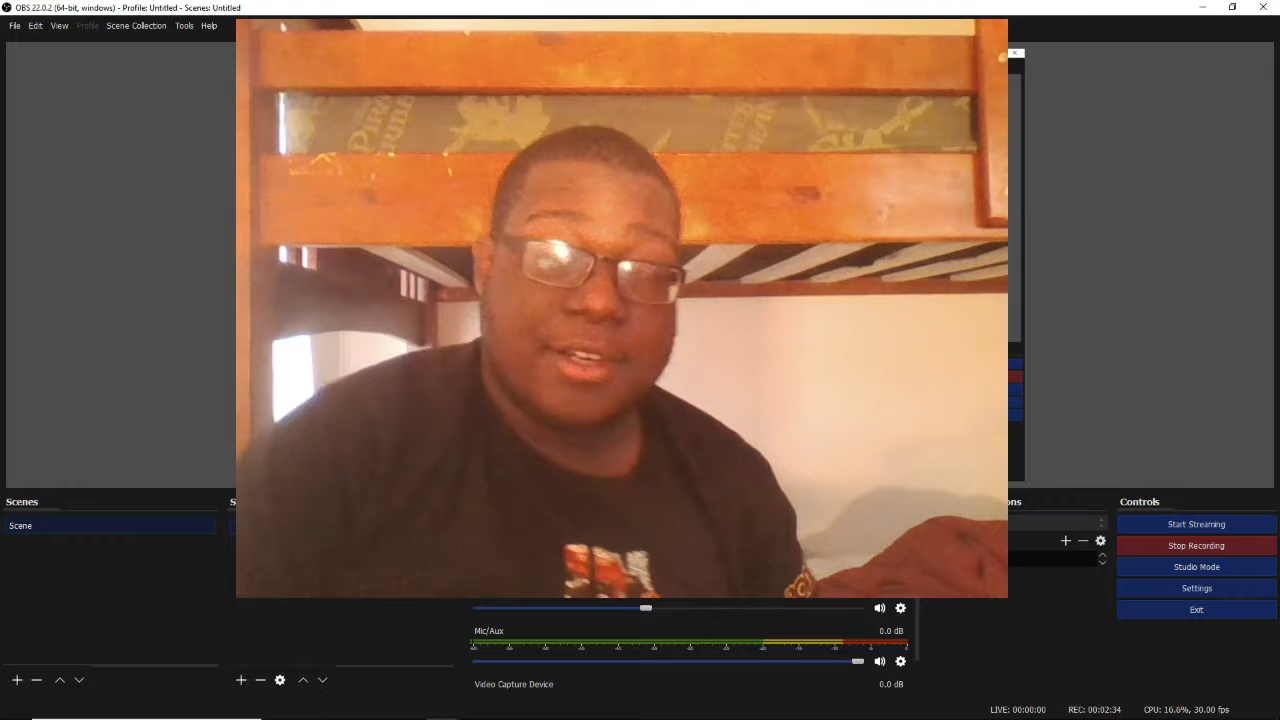 OBS 22.0.2 (64-bit, windows) - Profile: Untitled - Scenes: Untitled
File Edit View Profile Scene Collection Tools Help
Scenes
Controls
Scene
Start Streaming
Stop Recording
Studio Mode
Settings
Exit
Mic/Aux 0.0 dB
Video Capture Device 0.0 dB
LIVE: 00:00:00 REC: 00:02:34 CPU: 16.6%, 30.00 fps